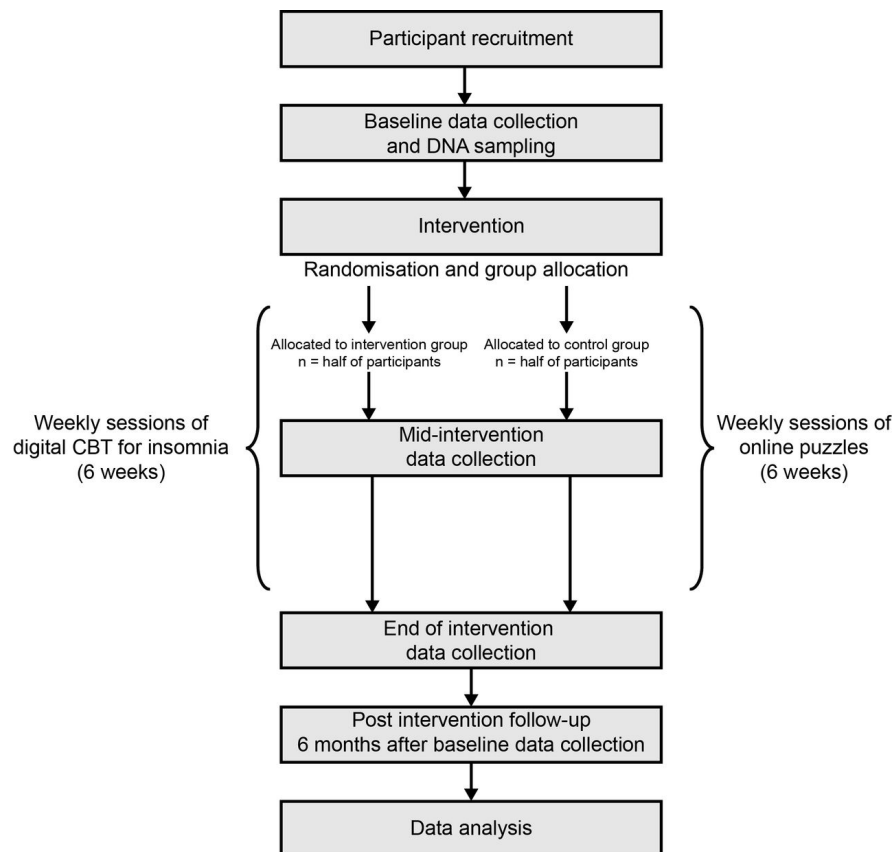 Participant recruitment
Baseline data collection
and DNA sampling
Intervention
Randomisation and group allocation
Allocated to intervention group
n = half of participants
Allocated to control group
n = half of participants
Weekly sessions of
digital CBT for insomnia
(6 weeks)
Mid-intervention
data collection
Weekly sessions of
online puzzles
(6 weeks)
End of intervention
data collection
Post intervention follow-up
6 months after baseline data collection
Data analysis